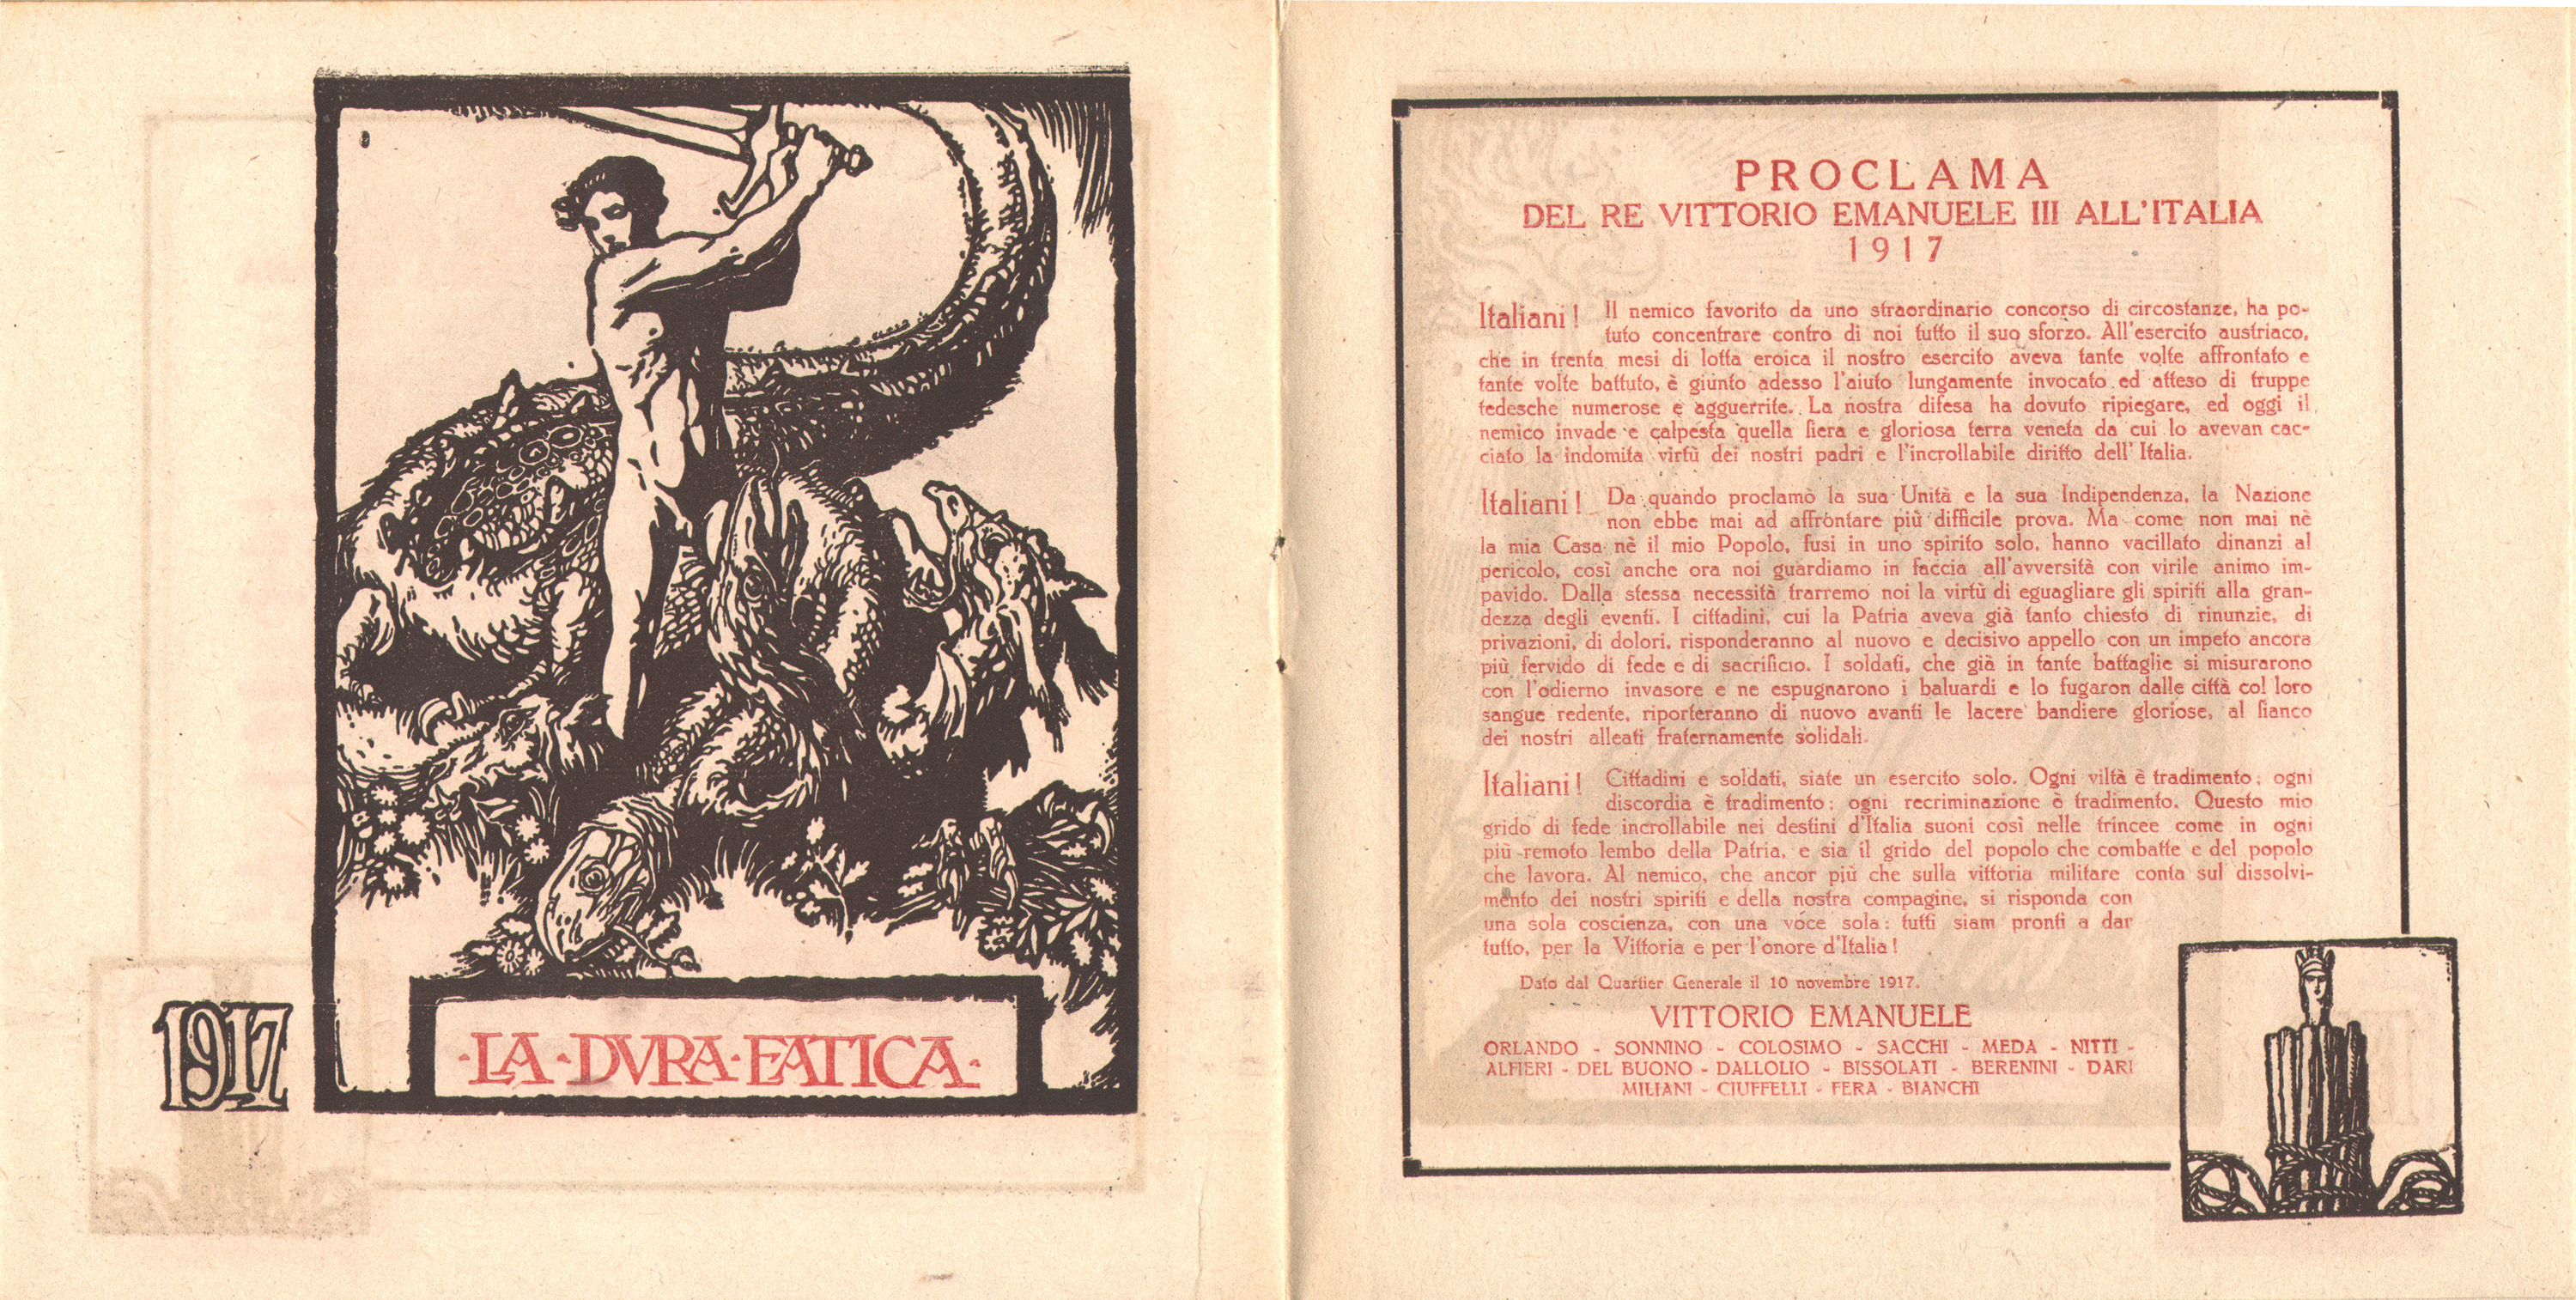 1917
·LA·DVRA·FATICA·
PROCLAMA
DEL RE VITTORIO EMANUELE III ALL'ITALIA
1917
Italiani! Il nemico favorito da uno straordinario concorso di circostanze, ha po-
tuto concentrare contro di noi tutto il suo sforzo. All'esercito austriaco,
che in trenta mesi di lotta eroica il nostro esercito aveva tante volte affrontato e
tante volte battuto, è giunto adesso l'aiuto lungamente invocato ed atteso di truppe
tedesche numerose e agguerrite. La nostra difesa ha dovuto ripiegare, ed oggi il
nemico invade e calpesta quella fiera e gloriosa terra veneta da cui lo avevan cac-
ciato la indomita virtù dei nostri padri e l'incrollabile diritto dell'Italia.
Italiani! Da quando proclamò la sua Unità e la sua Indipendenza, la Nazione
non ebbe mai ad affrontare più difficile prova. Ma come non mai nè
la mia Casa nè il mio Popolo, fusi in uno spirito solo, hanno vacillato dinanzi al
pericolo, così anche ora noi guardiamo in faccia all'avversità con virile animo im-
pavido. Dalla stessa necessità trarremo noi la virtù di eguagliare gli spiriti alla gran-
dezza degli eventi. I cittadini, cui la Patria aveva già tanto chiesto di rinunzie, di
privazioni, di dolori, risponderanno al nuovo e decisivo appello con un impeto ancora
più fervido di fede e di sacrificio. I soldati, che già in tante battaglie si misurarono
con l'odierno invasore e ne espugnarono i baluardi e lo fugaron dalle città col loro
sangue redente, riporteranno di nuovo avanti le lacere bandiere gloriose, al fianco
dei nostri alleati fraternamente solidali.
Italiani! Cittadini e soldati, siate un esercito solo. Ogni viltà è tradimento; ogni
discordia è tradimento; ogni recriminazione è tradimento. Questo mio
grido di fede incrollabile nei destini d'Italia suoni così nelle trincee come in ogni
più remoto lembo della Patria, e sia il grido del popolo che combatte e del popolo
che lavora. Al nemico, che ancor più che sulla vittoria militare conta sul dissolvi-
mento dei nostri spiriti e della nostra compagine, si risponda con
una sola coscienza, con una voce sola: tutti siam pronti a dar
tutto, per la Vittoria e per l'onore d'Italia!
Dato dal Quartier Generale il 10 novembre 1917.
VITTORIO EMANUELE
ORLANDO - SONNINO - COLOSIMO - SACCHI - MEDA - NITTI -
ALFIERI - DEL BUONO - DALLOLIO - BISSOLATI - BERENINI - DARI
MILIANI - CIUFFELLI - FERA - BIANCHI